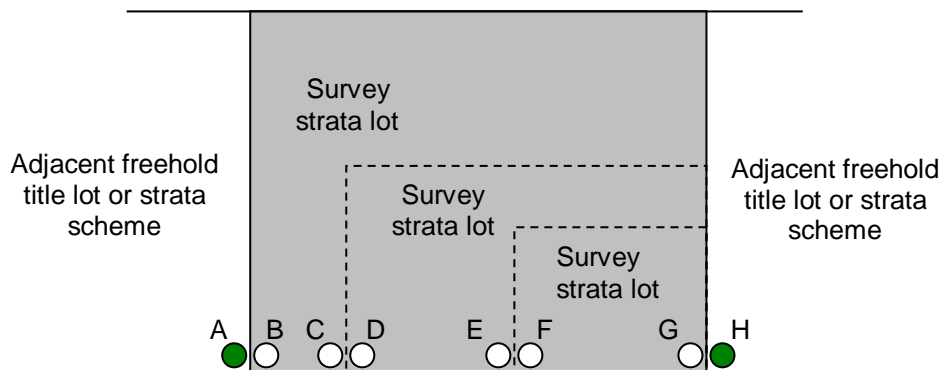 Survey
strata lot
Adjacent freehold
title lot or strata
scheme
Survey
strata lot
Adjacent freehold
title lot or strata
scheme
Survey
strata lot
A B C D E F G H